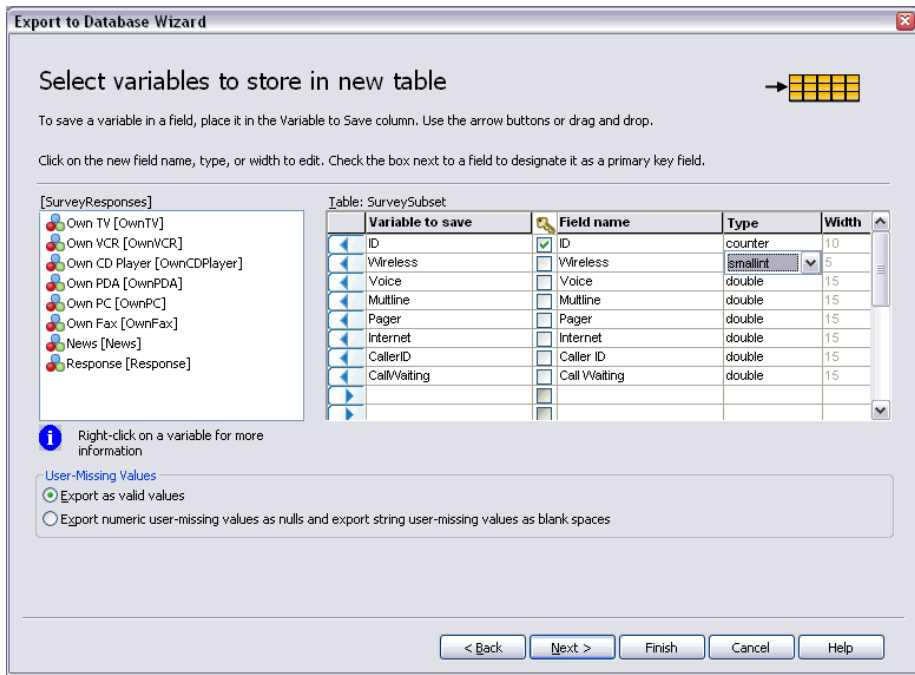 Export to Database Wizard
Select variables to store in new table
To save a variable in a field, place it in the Variable to Save column. Use the arrow buttons or drag and drop.
Click on the new field name, type, or width to edit. Check the box next to a field to designate it as a primary key field.
[SurveyResponses]
Own TV [OwnTV]
Own VCR [OwnVCR]
Own CD Player [OwnCDPlayer]
Own PDA [OwnPDA]
Own PC [OwnPC]
Own Fax [OwnFax]
News [News]
Response [Response]
Table: SurveySubset
Variable to save Field name Type Width
ID ID counter 10
Wireless Wireless smallint 5
Voice Voice double 15
Multline Multline double 15
Pager Pager double 15
Internet Internet double 15
CallerID Caller ID double 15
CallWaiting Call Waiting double 15
Right-click on a variable for more
information
User-Missing Values
Export as valid values
Export numeric user-missing values as nulls and export string user-missing values as blank spaces
< Back Next > Finish Cancel Help